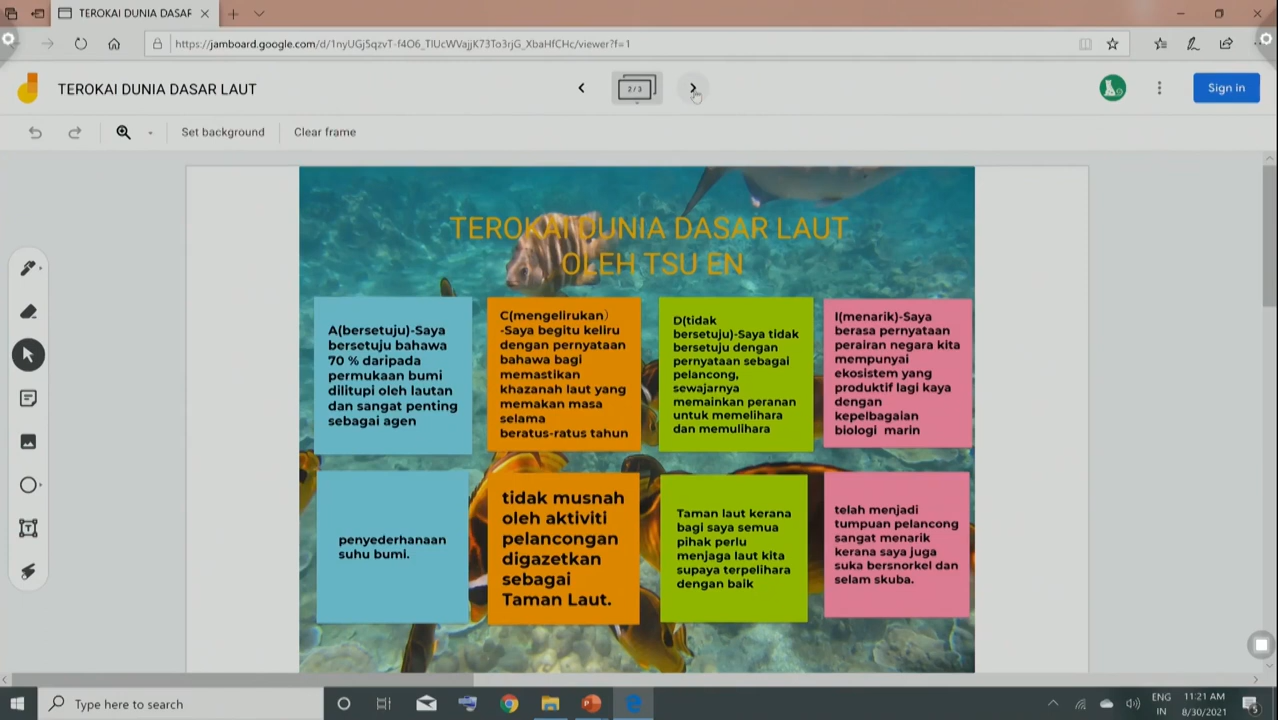 TEROKAI DUNIA DASAR
https://jamboard.google.com/d/1nyUGj5qzvT-f4O6_TlUcWVajjK73To3rjG_XbaHfCHc/viewer?f=1
TEROKAI DUNIA DASAR LAUT
2/3
Sign in
Set background
Clear frame
TEROKAI DUNIA DASAR LAUT
OLEH TSU EN
A(bersetuju)-Saya
bersetuju bahawa
70 % daripada
permukaan bumi
dilitupi oleh lautan
dan sangat penting
sebagai agen
C(mengelirukan）
-Saya begitu keliru
dengan pernyataan
bahawa bagi
memastikan
khazanah laut yang
memakan masa
selama
beratus-ratus tahun
D(tidak
bersetuju)-Saya tidak
bersetuju dengan
pernyataan sebagai
pelancong,
sewajarnya
memainkan peranan
untuk memelihara
dan memulihara
I(menarik)-Saya
berasa pernyataan
perairan negara kita
mempunyai
ekosistem yang
produktif lagi kaya
dengan
kepelbagaian
biologi marin
penyederhanaan
suhu bumi.
tidak musnah
oleh aktiviti
pelancongan
digazetkan
sebagai
Taman Laut.
Taman laut kerana
bagi saya semua
pihak perlu
menjaga laut kita
supaya terpelihara
dengan baik
telah menjadi
tumpuan pelancong
sangat menarik
kerana saya juga
suka bersnorkel dan
selam skuba.
Type here to search
ENG
IN
11:21 AM
8/30/2021
5